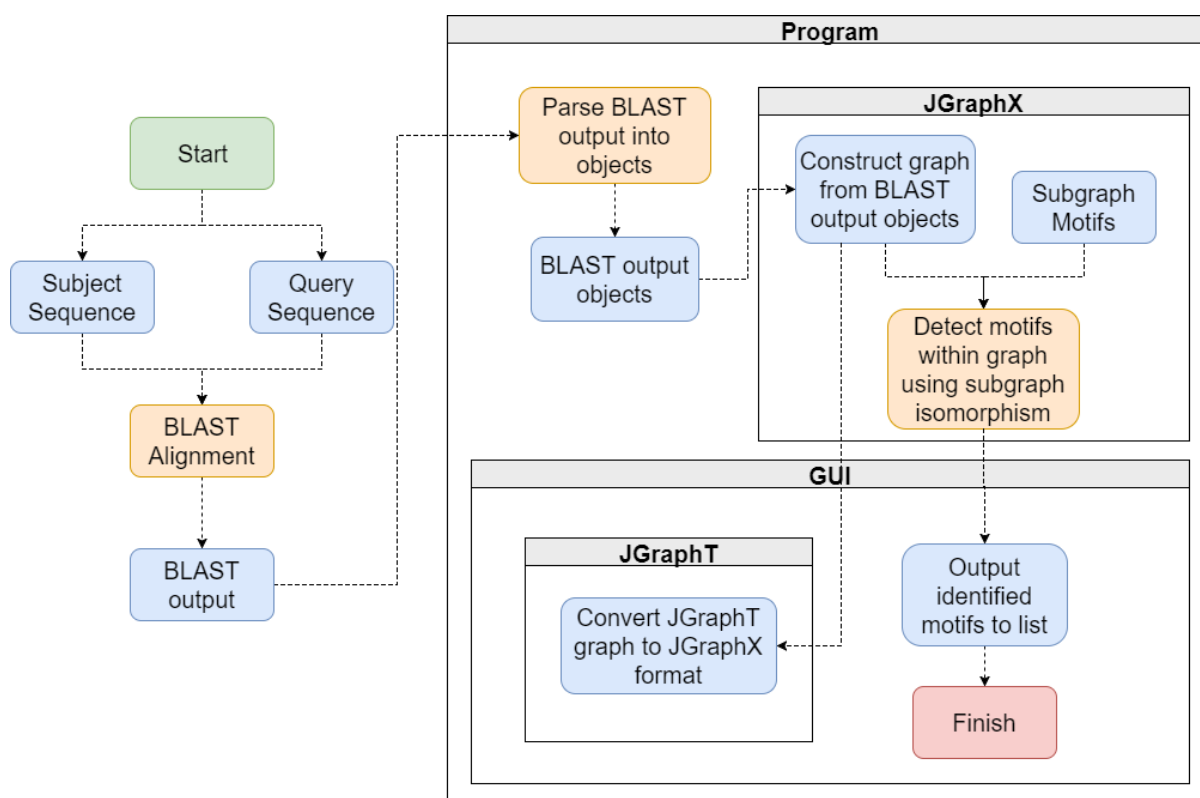 Program
Start
Subject
Sequence
Query
Sequence
BLAST
Alignment
BLAST
output
Parse BLAST
output into
objects
BLAST output
objects
JGraphX
Construct graph
from BLAST
output objects
Subgraph
Motifs
Detect motifs
within graph
using subgraph
isomorphism
GUI
JGraphT
Convert JGraphT
graph to JGraphX
format
Output
identified
motifs to list
Finish